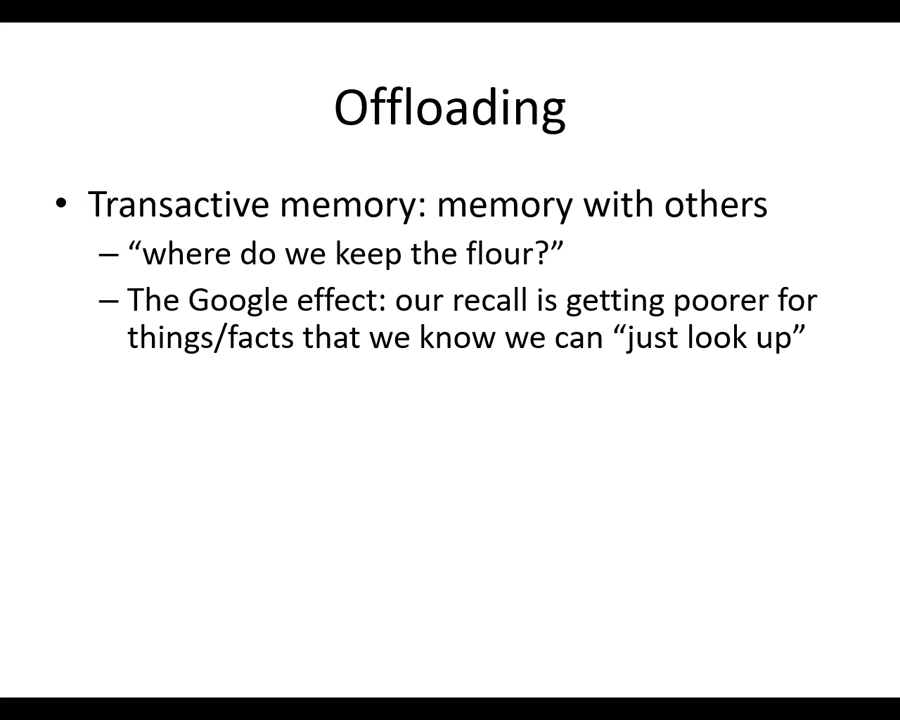 Offloading
• Transactive memory: memory with others
– “where do we keep the flour?”
– The Google effect: our recall is getting poorer for
things/facts that we know we can “just look up”